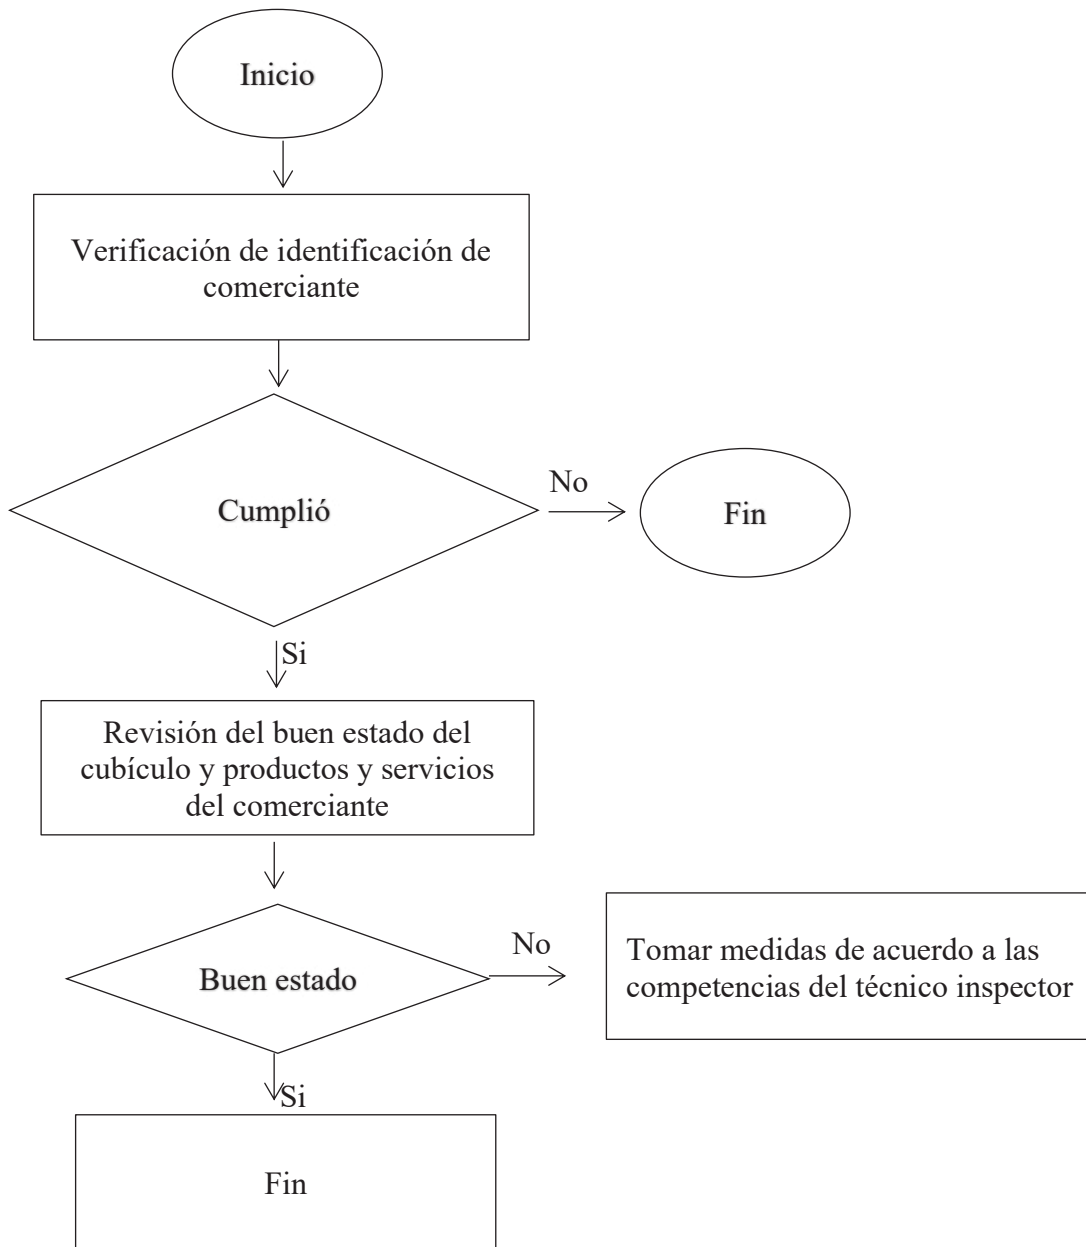 Inicio
Verificación de identificación de
comerciante
Cumplió
No
Fin
Si
Revisión del buen estado del
cubículo y productos y servicios
del comerciante
Buen estado
No
Tomar medidas de acuerdo a las
competencias del técnico inspector
Si
Fin